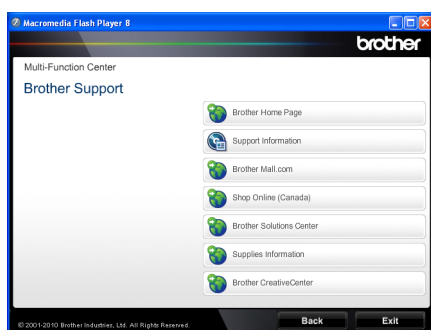 Macromedia Flash Player 8
brother
Multi-Function Center
Brother Support
Brother Home Page
Support Information
Brother Mall.com
Shop Online (Canada)
Brother Solutions Center
Supplies Information
Brother CreativeCenter
© 2001-2010 Brother Industries, Ltd. All Rights Reserved.
Back
Exit